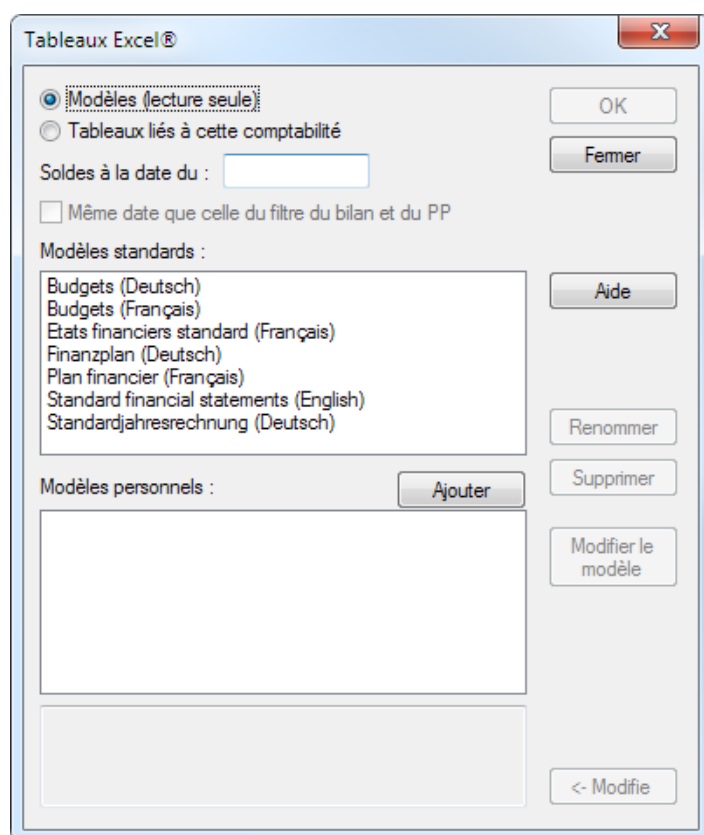 Tableaux Excel®
Modèles (lecture seule)
OK
Tableaux liés à cette comptabilité
Fermer
Soldes à la date du :
Même date que celle du filtre du bilan et du PP
Modèles standards :
Budgets (Deutsch)
Aide
Budgets (Français)
Etats financiers standard (Français)
Finanzplan (Deutsch)
Plan financier (Français)
Standard financial statements (English)
Standardjahresrechnung (Deutsch)
Renommer
Supprimer
Modèles personnels :
Ajouter
Modifier le
modèle
<- Modifie